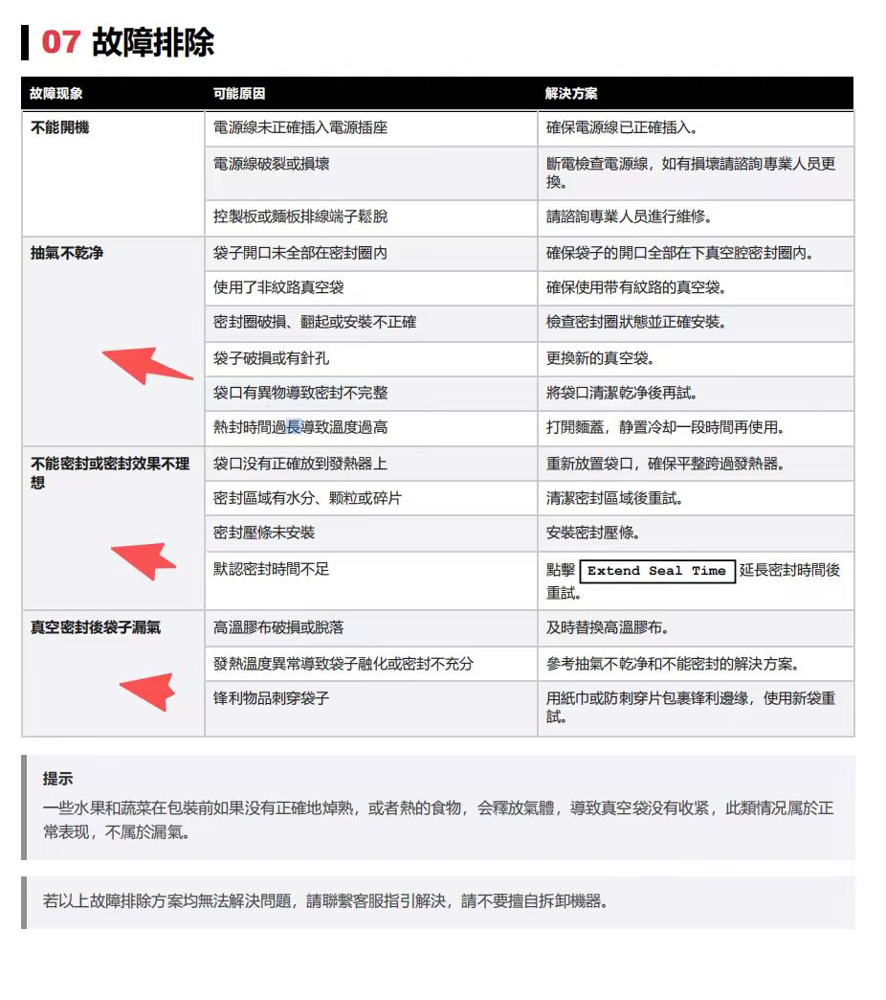 07 故障排除
故障现象 可能原因 解決方案
不能開機 電源線未正確插入電源插座 確保電源線已正確插入。
電源線破裂或損壞 斷電檢查電源線，如有損壞請諮詢專業人员更
換。
控製板或麵板排線端子鬆脫 請諮詢專業人员進行維修。
抽氣不乾净 袋子開口未全部在密封圈内 確保袋子的開口全部在下真空腔密封圈内。
使用了非紋路真空袋 確保使用带有紋路的真空袋。
密封圈破損、翻起或安裝不正確 檢查密封圈狀態並正確安裝。
袋子破損或有針孔 更換新的真空袋。
袋口有異物導致密封不完整 將袋口清潔乾净後再試。
熱封時間過長導致溫度過高 打開麵蓋，静置冷却一段時間再使用。
不能密封或密封效果不理
想
袋口没有正確放到發熱器上 重新放置袋口，確保平整跨過發熱器。
密封區域有水分、颗粒或碎片 清潔密封區域後重試。
密封壓條未安裝 安裝密封壓條。
默認密封時間不足 點擊 Extend Seal Time 延長密封時間後
重試。
真空密封後袋子漏氣 高溫膠布破損或脫落 及時替換高溫膠布。
發熱溫度異常導致袋子融化或密封不充分 參考抽氣不乾净和不能密封的解決方案。
锋利物品刺穿袋子 用紙巾或防刺穿片包裹锋利邊缘，使用新袋重
試。
提示
一些水果和蔬菜在包裝前如果没有正確地焯熟，或者熱的食物，会釋放氣體，導致真空袋没有收紧，此類情况属於正
常表现，不属於漏氣。
若以上故障排除方案均無法解決問題，請聯繫客服指引解決，請不要擅自拆卸機器。